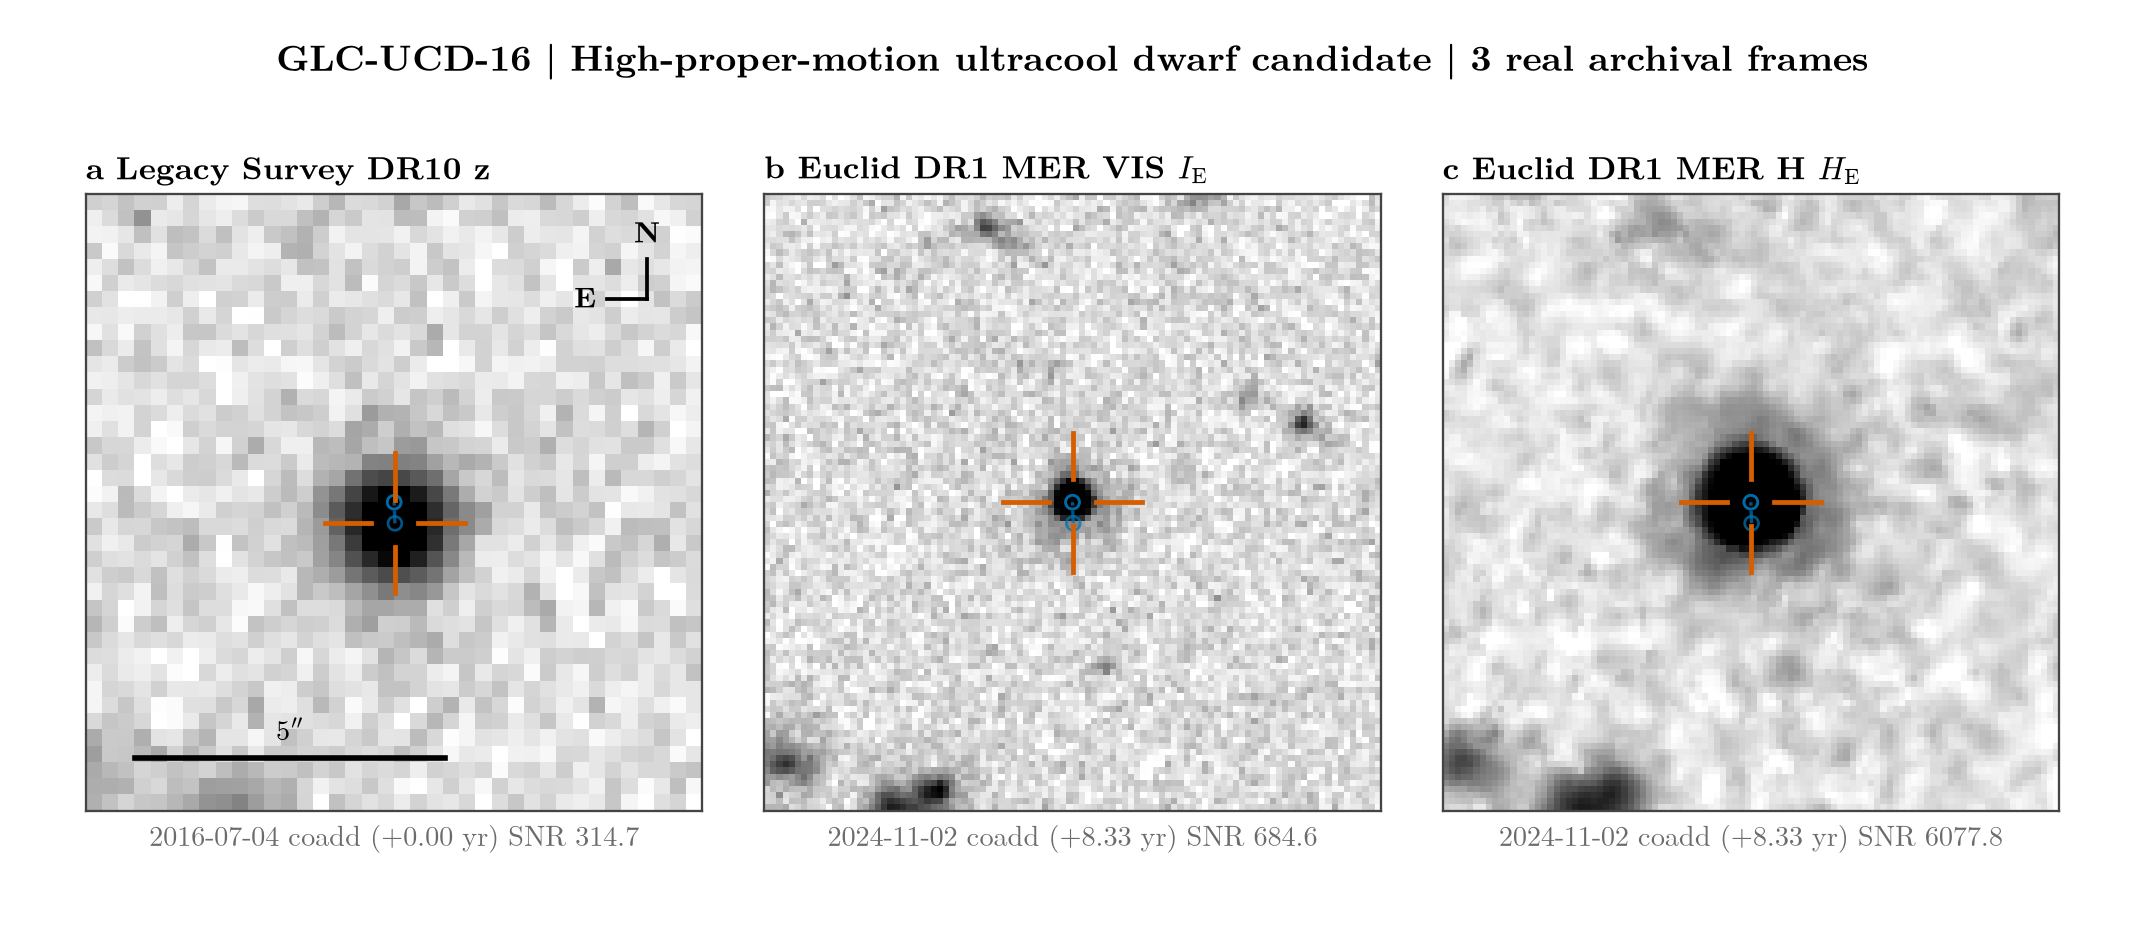 GLC-UCD-16 | High-proper-motion ultracool dwarf candidate | 3 real archival frames
a Legacy Survey DR10 z
N
E
5″
2016-07-04 coadd (+0.00 yr) SNR 314.7
b Euclid DR1 MER VIS I_E
2024-11-02 coadd (+8.33 yr) SNR 684.6
c Euclid DR1 MER H H_E
2024-11-02 coadd (+8.33 yr) SNR 6077.8